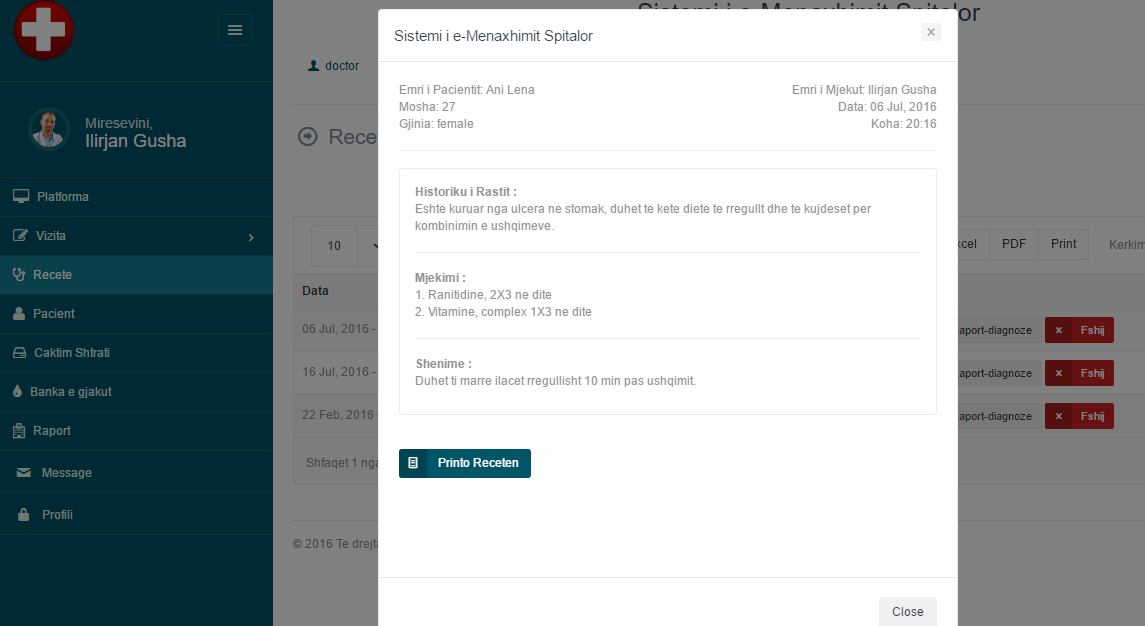 Sistemi i e-Menaxhimit Spitalor
doctor
Miresevini,
Ilirjan Gusha
Platforma
Vizita
Recete
Pacient
Caktim Shtrati
Banka e gjakut
Raport
Message
Profili
Rece
10
xcel
PDF
Print
Kerkim
Data
06 Jul, 2016 -
aport-diagnoze
Fshij
16 Jul, 2016 -
aport-diagnoze
Fshij
22 Feb, 2016
aport-diagnoze
Fshij
Shfaqet 1 nga
© 2016 Te drejta
Sistemi i e-Menaxhimit Spitalor
×
Emri i Pacientit: Ani Lena
Mosha: 27
Gjinia: female
Emri i Mjekut: Ilirjan Gusha
Data: 06 Jul, 2016
Koha: 20:16
Historiku i Rastit :
Eshte kuruar nga ulcera ne stomak, duhet te kete diete te rregullt dhe te kujdeset per
kombinimin e ushqimeve.
Mjekimi :
1. Ranitidine, 2X3 ne dite
2. Vitamine, complex 1X3 ne dite
Shenime :
Duhet ti marre ilacet rregullisht 10 min pas ushqimit.
Printo Receten
Close